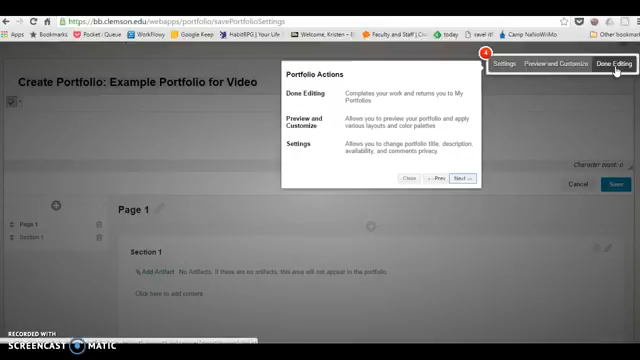 https://bb.clemson.edu/webapps/portfolio/savePortfolioSettings
Apps Bookmarks Pocket: Queue WorkFlowy Google Keep HabitRPG | Your Life Welcome, Kristen Faculty and Staff | C today ravel it! Camp NaNoWriMo Other bookmarks
4
Settings Preview and Customize Done Editing
Create Portfolio: Example Portfolio for Video
Portfolio Actions
Done Editing Completes your work and returns you to My
Portfolios
Preview and Customize Allows you to preview your portfolio and apply
various layouts and color palettes
Settings Allows you to change portfolio title, description,
availability, and comments privacy
Close Prev Next
Character count: 0
Cancel Save
Page 1
Section 1
Page 1
Section 1
Add Artifact No Artifacts. If there are no artifacts, this area will not appear in the portfolio.
Click here to add content
RECORDED WITH
SCREENCAST MATIC